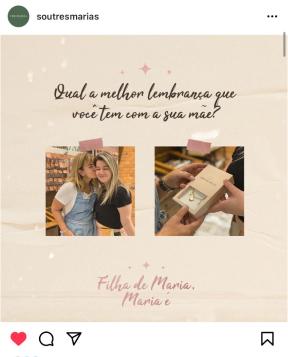 soutresmarias
Qual a melhor lembrança que
você tem com a sua mãe?
Filha de Maria,
Maria é